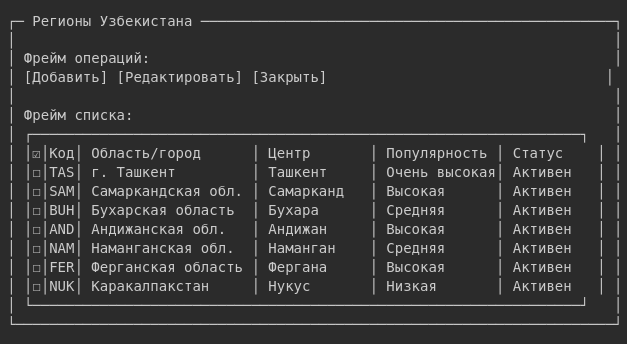 Регионы Узбекистана
Фрейм операций:
[Добавить] [Редактировать] [Закрыть]
Фрейм списка:
│☑│Код│ Область/город │ Центр │ Популярность │ Статус │
│☐│TAS│ г. Ташкент │ Ташкент │ Очень высокая│ Активен │
│☐│SAM│ Самаркандская обл. │ Самарканд │ Высокая │ Активен │
│☐│BUH│ Бухарская область │ Бухара │ Средняя │ Активен │
│☐│AND│ Андижанская обл. │ Андижан │ Высокая │ Активен │
│☐│NAM│ Наманганская обл. │ Наманган │ Средняя │ Активен │
│☐│FER│ Ферганская область │ Фергана │ Высокая │ Активен │
│☐│NUK│ Каракалпакстан │ Нукус │ Низкая │ Активен │